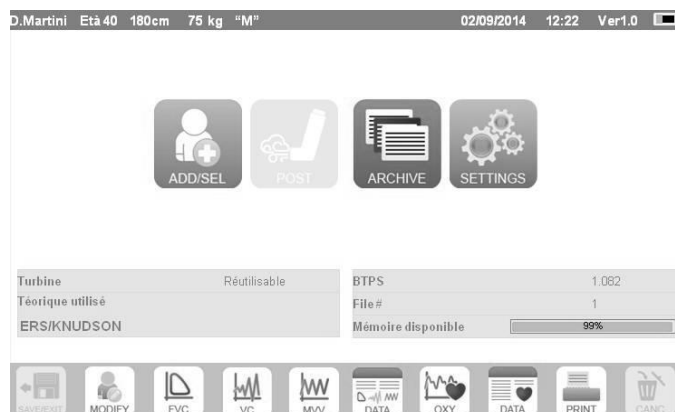 D.Martini Età 40 180cm 75 kg “M” 02/09/2014 12:22 Ver1.0
ADD/SEL POST ARCHIVE SETTINGS
Turbine Réutilisable BTPS 1.082
Téorique utilisé File# 1
ERS/KNUDSON Mémoire disponible 99%
SAVE/EXIT MODIFY FVC VC MVV DATA OXY DATA PRINT CANC